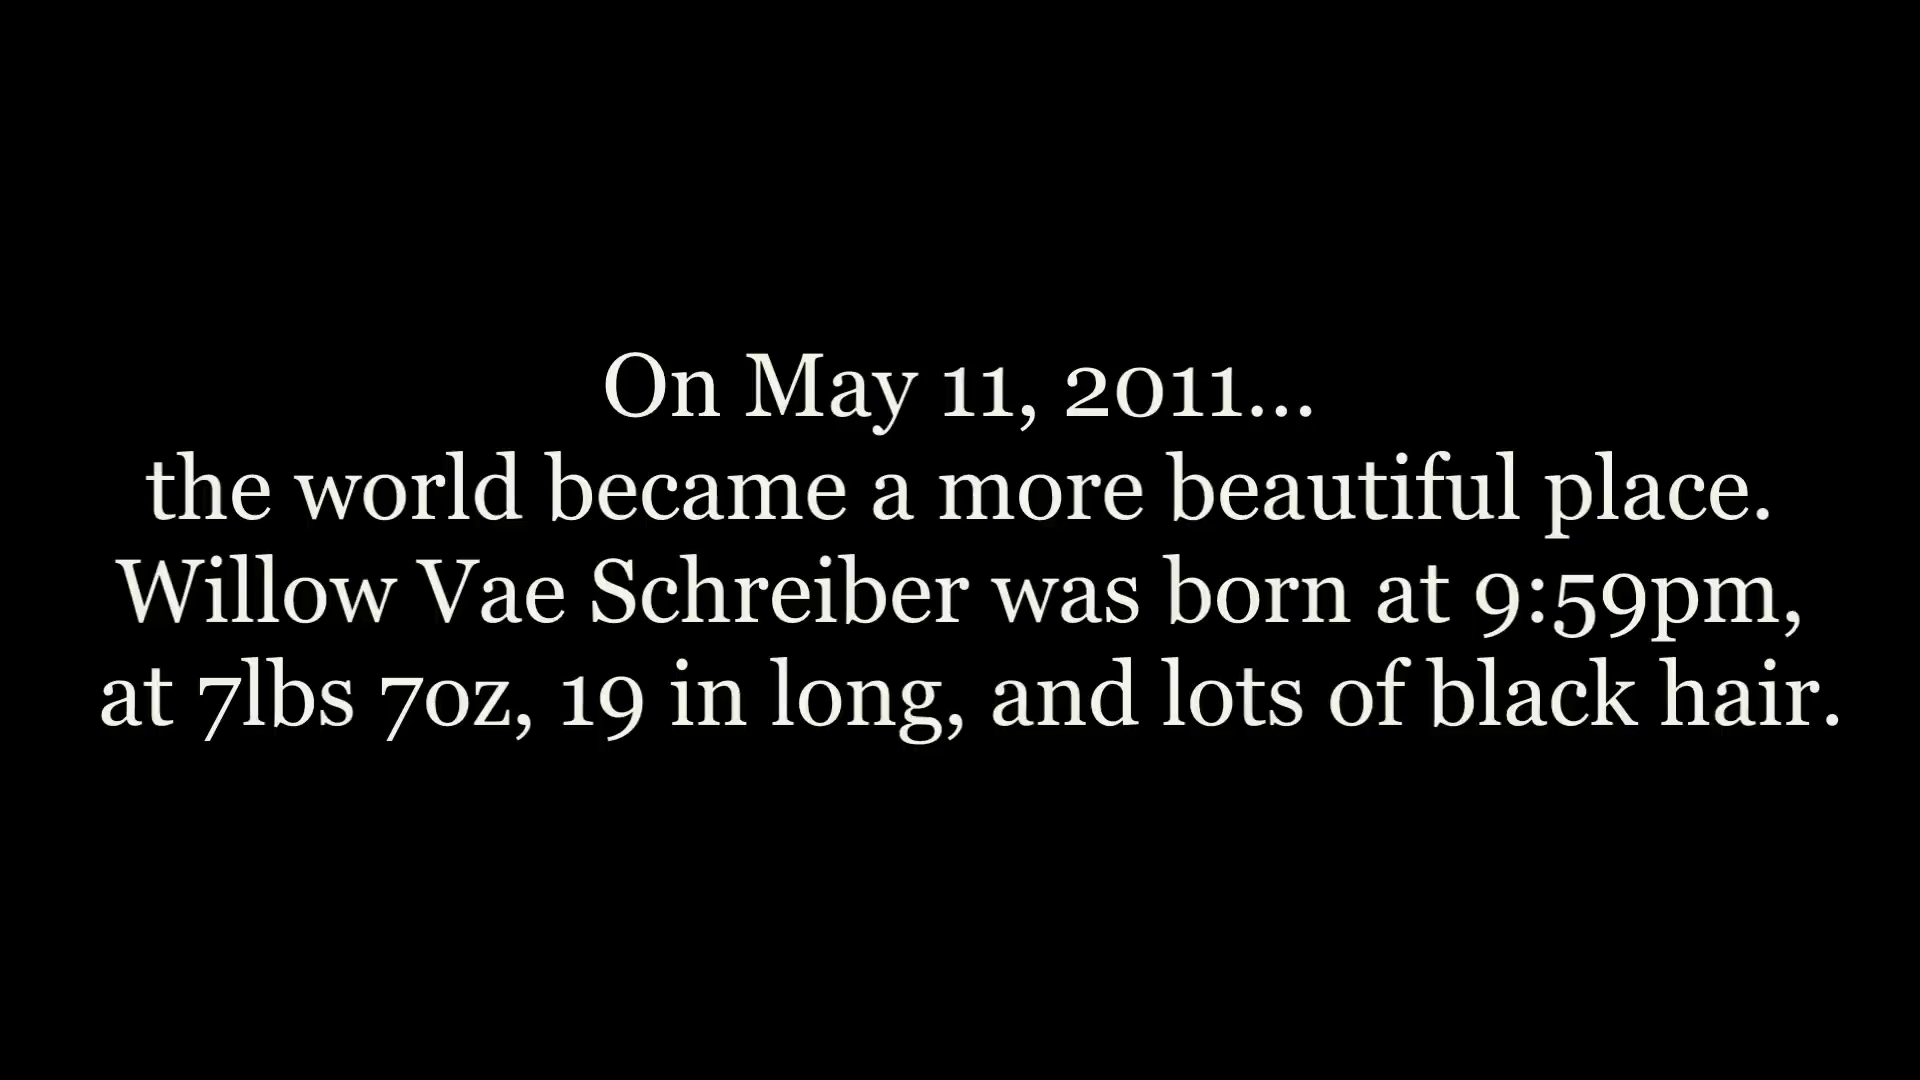 On May 11, 2011...
the world became a more beautiful place.
Willow Vae Schreiber was born at 9:59pm,
at 7lbs 7oz, 19 in long, and lots of black hair.